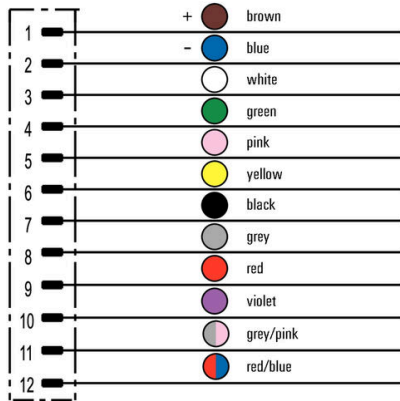 1 + brown
2 - blue
3 white
4 green
5 pink
6 yellow
7 black
8 grey
9 red
10 violet
11 grey/pink
12 red/blue